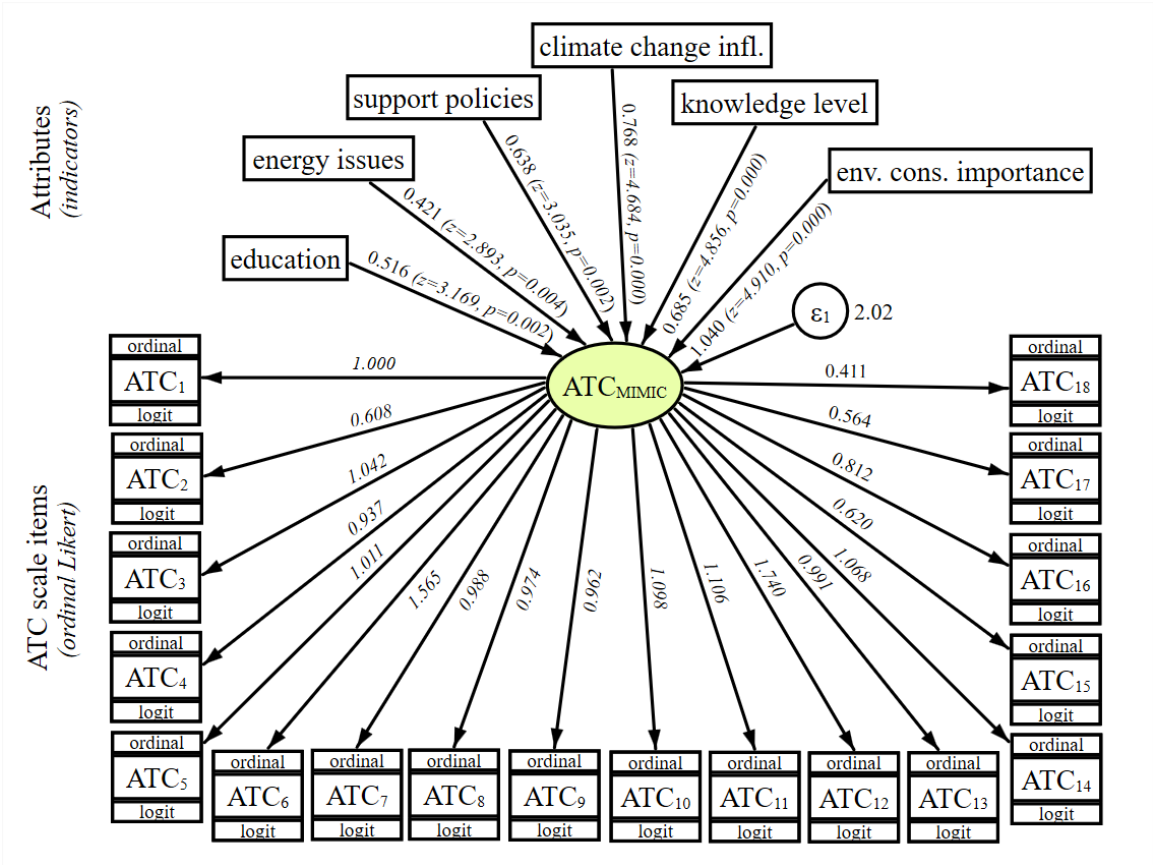 climate change infl.
support policies
knowledge level
energy issues
env. cons. importance
education
Attributes
(indicators)
0.516 (z=3.169, p=0.002)
0.421 (z=2.893, p=0.004)
0.638 (z=3.035, p=0.002)
0.768 (z=4.684, p=0.000)
0.685 (z=4.856, p=0.000)
1.040 (z=4.910, p=0.000)
ε1
2.02
ATCMIMIC
ATC scale items
(ordinal Likert)
1.000
0.608
1.042
0.937
1.011
1.565
0.988
0.974
0.962
1.098
1.106
1.740
0.991
1.068
0.620
0.812
0.564
0.411
ordinal
ATC1
logit
ordinal
ATC2
logit
ordinal
ATC3
logit
ordinal
ATC4
logit
ordinal
ATC5
logit
ordinal
ATC6
logit
ordinal
ATC7
logit
ordinal
ATC8
logit
ordinal
ATC9
logit
ordinal
ATC10
logit
ordinal
ATC11
logit
ordinal
ATC12
logit
ordinal
ATC13
logit
ordinal
ATC14
logit
ordinal
ATC15
logit
ordinal
ATC16
logit
ordinal
ATC17
logit
ordinal
ATC18
logit